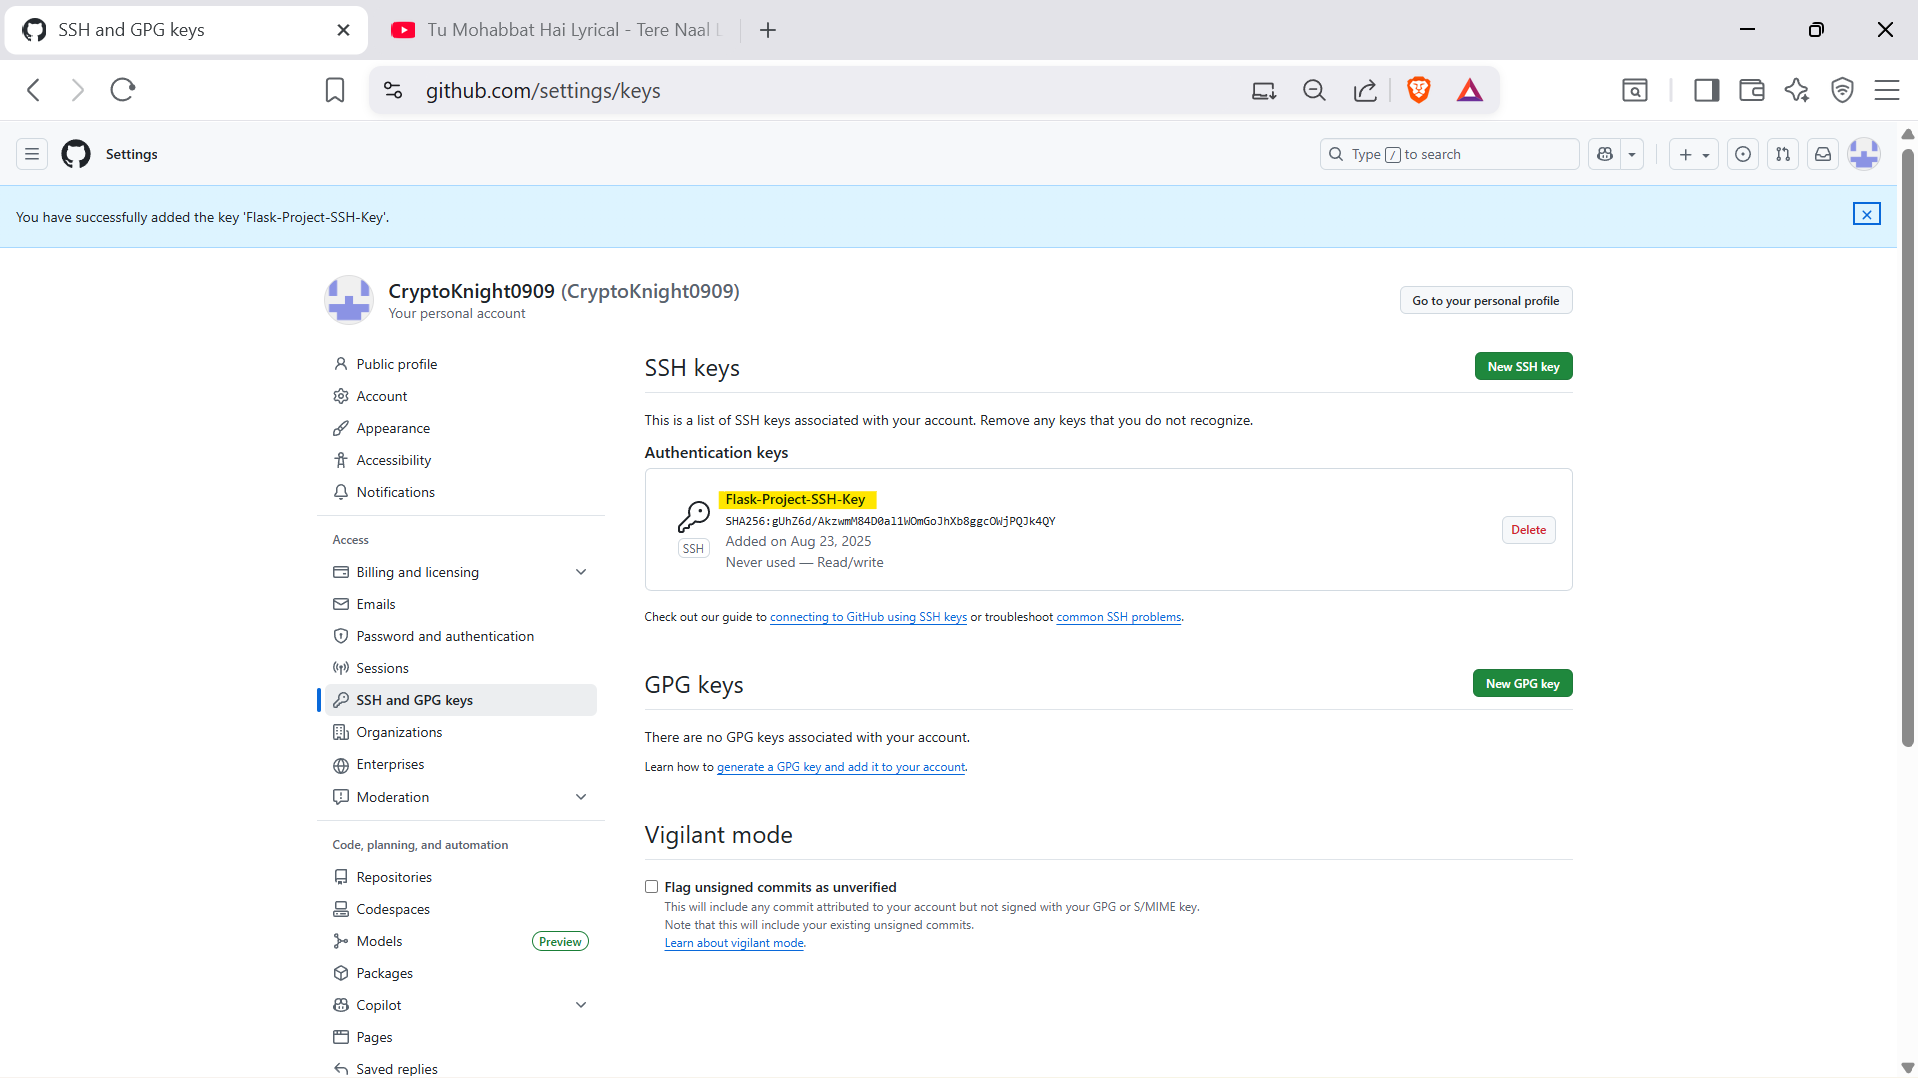 SSH and GPG keys
Tu Mohabbat Hai Lyrical - Tere Naal
github.com/settings/keys
Settings
Type / to search
You have successfully added the key 'Flask-Project-SSH-Key'.
CryptoKnight0909 (CryptoKnight0909)
Your personal account
Go to your personal profile
Public profile
Account
Appearance
Accessibility
Notifications
Access
Billing and licensing
Emails
Password and authentication
Sessions
SSH and GPG keys
Organizations
Enterprises
Moderation
Code, planning, and automation
Repositories
Codespaces
Models Preview
Packages
Copilot
Pages
Saved replies
SSH keys
New SSH key
This is a list of SSH keys associated with your account. Remove any keys that you do not recognize.
Authentication keys
Flask-Project-SSH-Key
SHA256:gUhZ6d/AkzwmM84D0al1WOmGoJhXb8ggcOWjPQJk4QY
Added on Aug 23, 2025
Never used — Read/write
SSH
Delete
Check out our guide to connecting to GitHub using SSH keys or troubleshoot common SSH problems.
GPG keys
New GPG key
There are no GPG keys associated with your account.
Learn how to generate a GPG key and add it to your account.
Vigilant mode
Flag unsigned commits as unverified
This will include any commit attributed to your account but not signed with your GPG or S/MIME key.
Note that this will include your existing unsigned commits.
Learn about vigilant mode.